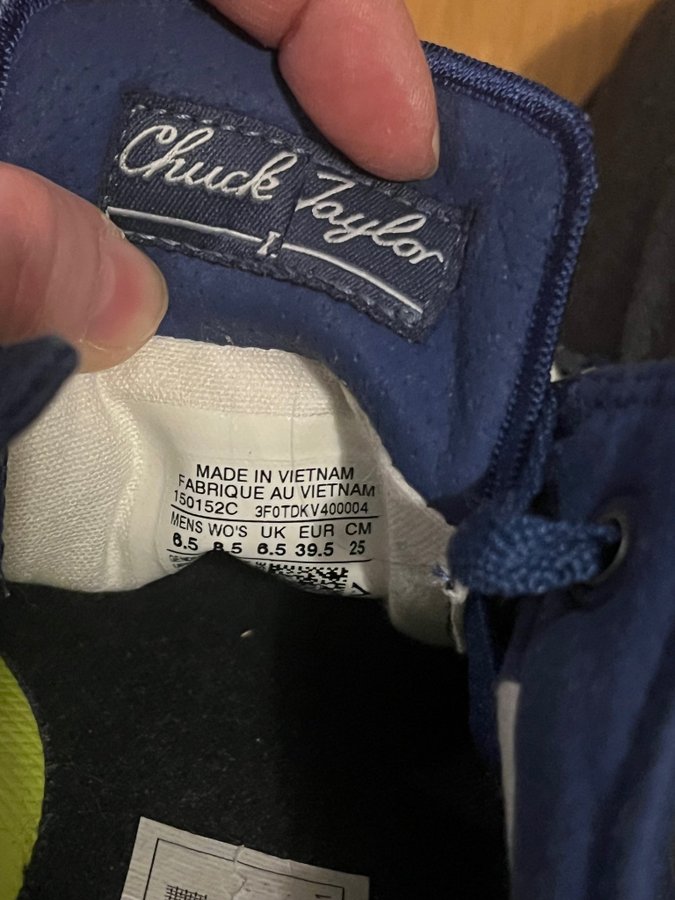 Chuck Taylor
I
MADE IN VIETNAM
FABRIQUE AU VIETNAM
150152C 3F0TDKV400004
MENS WO'S UK EUR CM
6.5 8.5 6.5 39.5 25